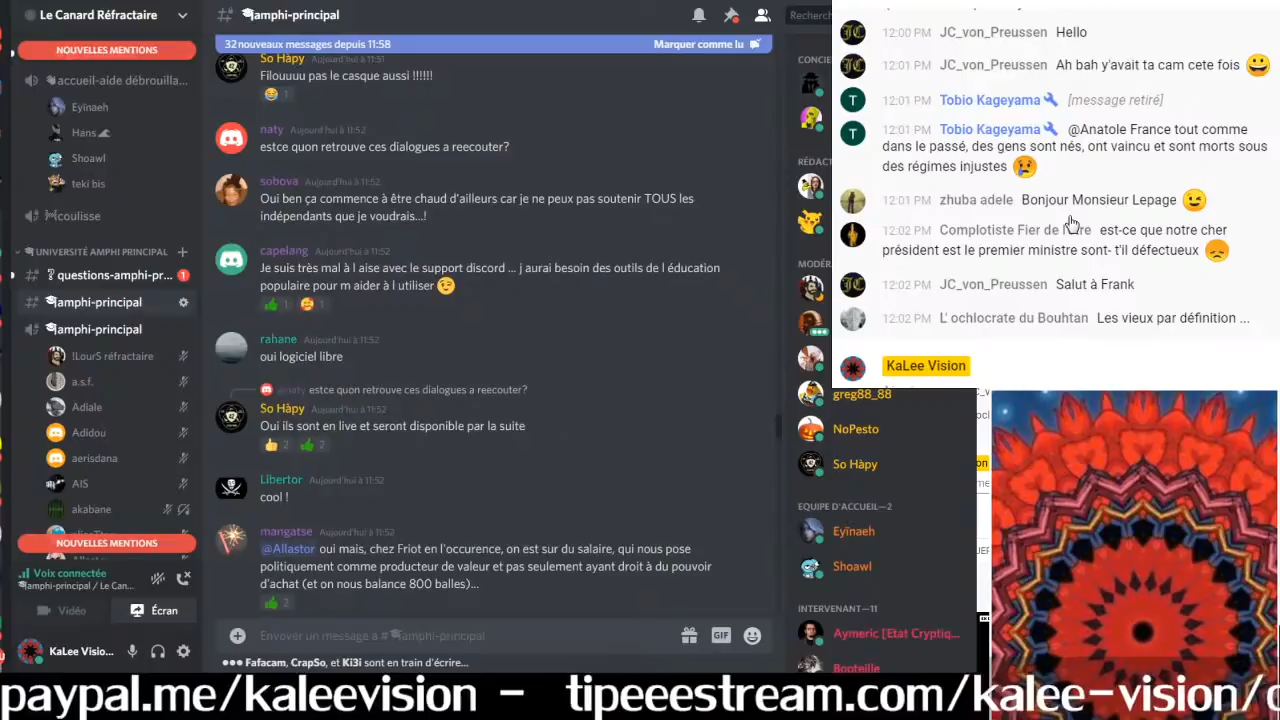 Le Canard Réfractaire
NOUVELLES MENTIONS
accueil-aide débrouilla...
Eyïnaeh
Hans
Shoawl
teki bis
coulisse
UNIVERSITÉ AMPHI PRINCIPAL
questions-amphi-pr... 1
amphi-principal
amphi-principal
!LourS réfractaire
a.s.f.
Adiale
Adidou
aerisdana
AIS
akabane
NOUVELLES MENTIONS
Voix connectée
amphi-principal / Le Can...
Vidéo
Écran
KaLee Visio...
amphi-principal
Recherc
32 nouveaux messages depuis 11:58
Marquer comme lu
So Hàpy Aujourd'hui à 11:51
Filouuuu pas le casque aussi !!!!!!
1
naty Aujourd'hui à 11:52
estce quon retrouve ces dialogues a reecouter?
sobova Aujourd'hui à 11:52
Oui ben ça commence à être chaud d'ailleurs car je ne peux pas soutenir TOUS les
indépendants que je voudrais...!
capelang Aujourd'hui à 11:52
Je suis très mal à l aise avec le support discord ... j aurai besoin des outils de l éducation
populaire pour m aider à l utiliser
1 1
rahane Aujourd'hui à 11:52
oui logiciel libre
@naty estce quon retrouve ces dialogues a reecouter?
So Hàpy Aujourd'hui à 11:52
Oui ils sont en live et seront disponible par la suite
2 2
Libertor Aujourd'hui à 11:52
cool !
mangatse Aujourd'hui à 11:52
@Allastor oui mais, chez Friot en l'occurence, on est sur du salaire, qui nous pose
politiquement comme producteur de valeur et pas seulement ayant droit à du pouvoir
d'achat (et on nous balance 800 balles)...
2
Envoyer un message à # amphi-principal
GIF
Fafacam, CrapSo, et Ki3i sont en train d'écrire...
CONCIE
RÉDACT
MODÉR
greg88_88
NoPesto
So Hàpy
EQUIPE D'ACCUEIL—2
Eyïnaeh
Shoawl
INTERVENANT—11
Aymeric [Etat Cryptiq...
Bopteille
12:00 PM JC_von_Preussen Hello
12:01 PM JC_von_Preussen Ah bah y'avait ta cam cete fois
T 12:01 PM Tobio Kageyama [message retiré]
T 12:01 PM Tobio Kageyama @Anatole France tout comme
dans le passé, des gens sont nés, ont vaincu et sont morts sous
des régimes injustes
12:01 PM zhuba adele Bonjour Monsieur Lepage
12:02 PM Complotiste Fier de l'être est-ce que notre cher
président est le premier ministre sont- t'il défectueux
12:02 PM JC_von_Preussen Salut à Frank
12:02 PM L' ochlocrate du Bouhtan Les vieux par définition ...
KaLee Vision
paypal.me/kaleevision - tipeeestream.com/kalee-vision/